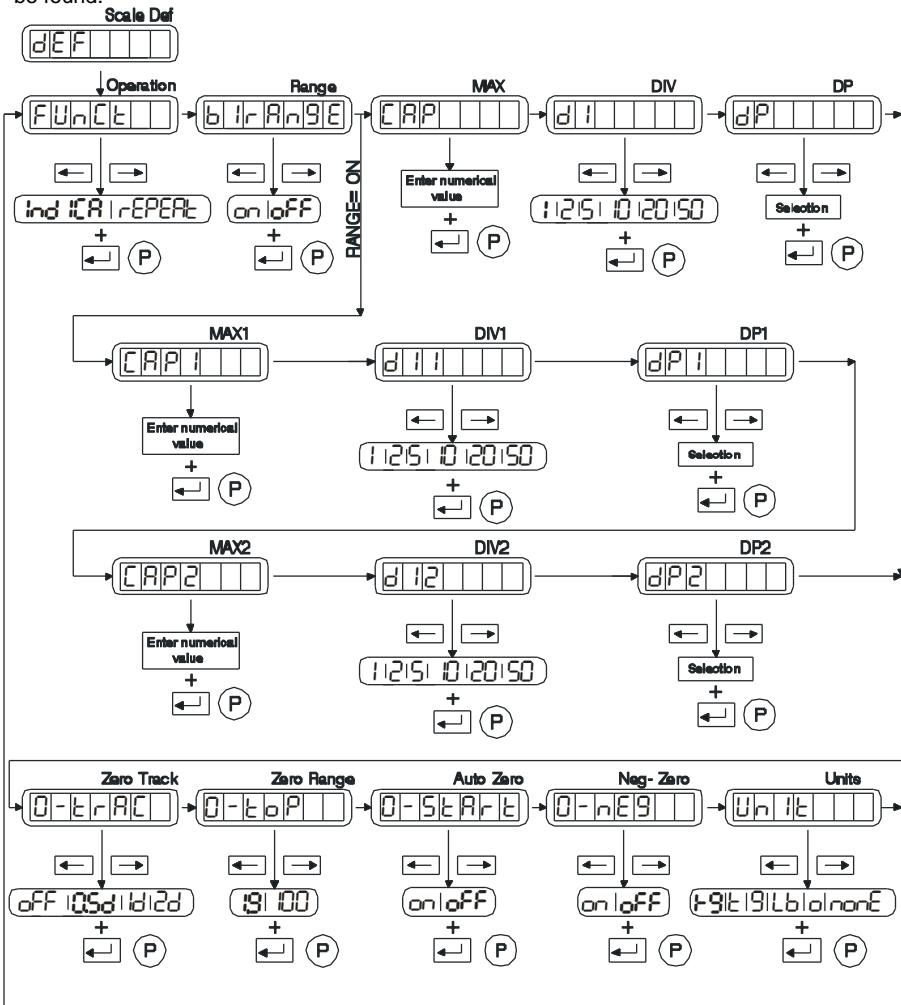 be found.
Scale Def
dEF
Operation Range MAX DIV DP
FUnCt bIrAngE CAP dI dP
RANGE= ON
Enter numerical
value
Selection
IndICA|rEPEAt on|oFF 1|2|5|10|20|50
+ + + + +
P P P P P
MAX1 DIV1 DP1
CAP1 dI1 dP1
Enter numerical
value
Selection
1|2|5|10|20|50
+ + +
P P P
MAX2 DIV2 DP2
CAP2 dI2 dP2
Enter numerical
value
Selection
1|2|5|10|20|50
+ + +
P P P
Zero Track Zero Range Auto Zero Neg- Zero Units
0-trAC 0-toP 0-StArt 0-nEg UnIt
oFF|0.5d|1d|2d 1.9|100 on|oFF on|oFF g|t|g|Lb|o|nonE
+ + + + +
P P P P P